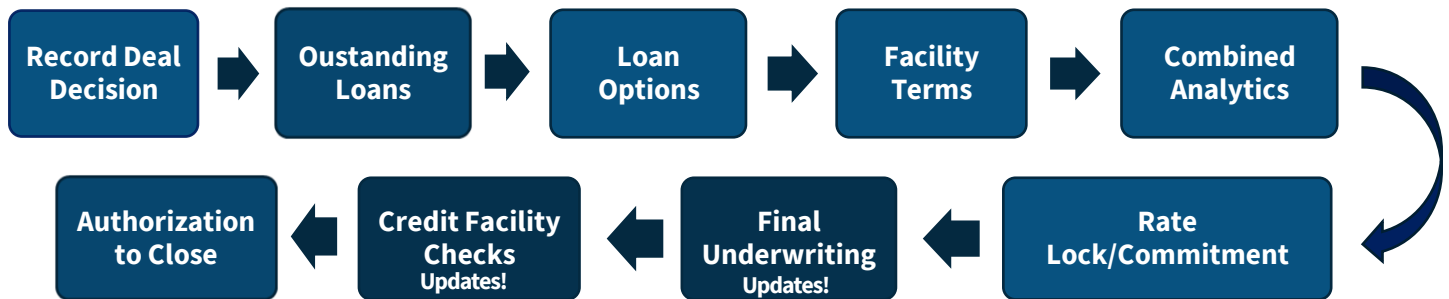 Record Deal
Decision
Oustanding
Loans
Loan
Options
Facility
Terms
Combined
Analytics
Rate
Lock/Commitment
Final
Underwriting
Updates!
Credit Facility
Checks
Updates!
Authorization
to Close